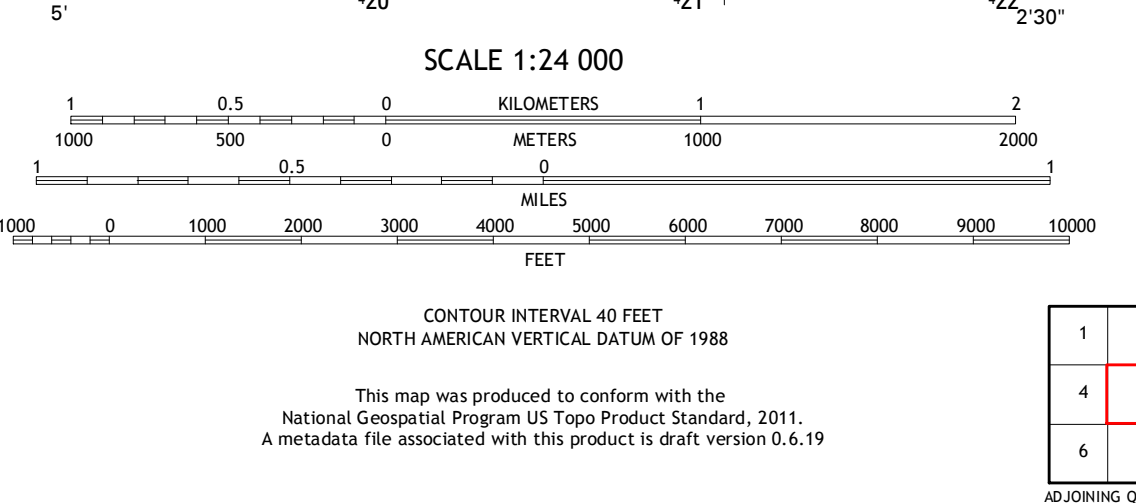 5' ⁴20 ⁴21 ⁴22 2'30"
SCALE 1:24 000
1 0.5 0 KILOMETERS 1 2
1000 500 0 METERS 1000 2000
1 0.5 0 1
MILES
1000 0 1000 2000 3000 4000 5000 6000 7000 8000 9000 10000
FEET
CONTOUR INTERVAL 40 FEET
NORTH AMERICAN VERTICAL DATUM OF 1988
This map was produced to conform with the
National Geospatial Program US Topo Product Standard, 2011.
A metadata file associated with this product is draft version 0.6.19
1
4
6
ADJOINING